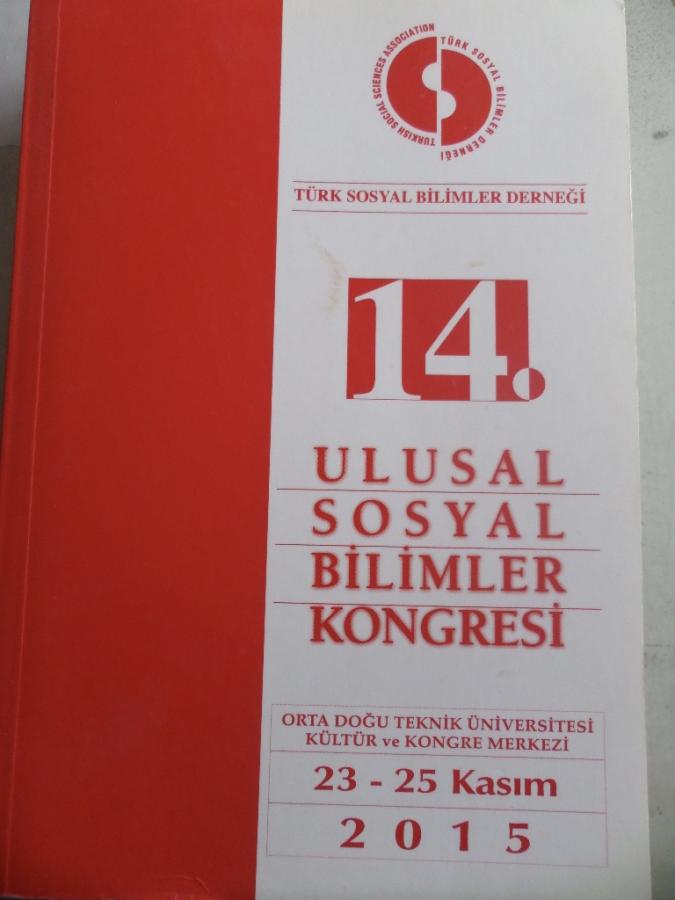 TURKISH SOCIAL SCIENCES ASSOCIATION
TÜRK SOSYAL BİLİMLER DERNEĞİ
TÜRK SOSYAL BİLİMLER DERNEĞİ
14.
ULUSAL
SOSYAL
BİLİMLER
KONGRESİ
ORTA DOĞU TEKNİK ÜNİVERSİTESİ
KÜLTÜR ve KONGRE MERKEZİ
23 - 25 Kasım
2015